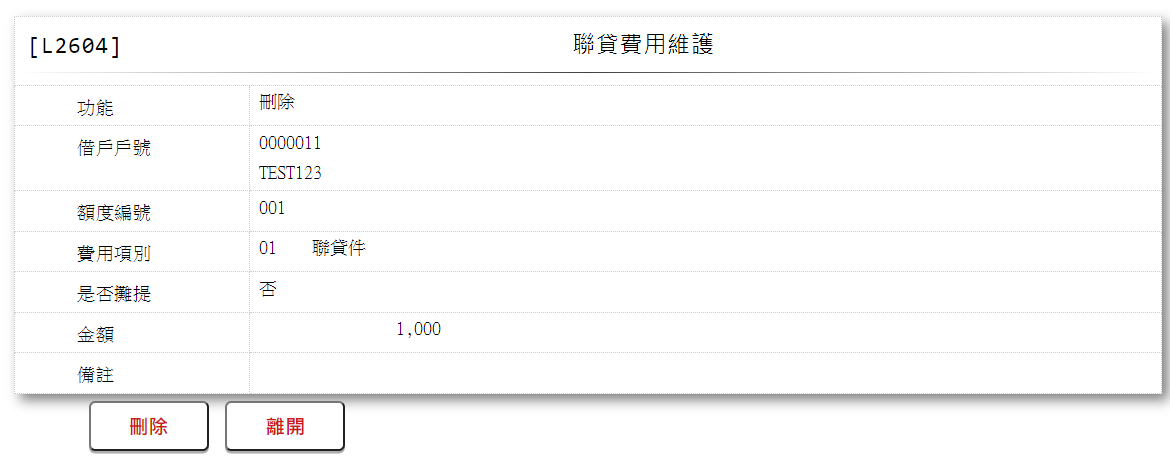 [L2604] 聯貸費用維護
功能 刪除
借戶戶號 0000011
TEST123
額度編號 001
費用項別 01 聯貸件
是否攤提 否
金額 1,000
備註
刪除 離開